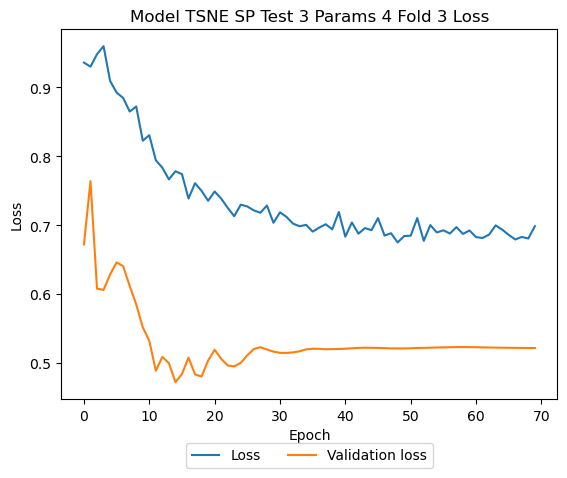 Model TSNE SP Test 3 Params 4 Fold 3 Loss
Loss
0.9
0.8
0.7
0.6
0.5
0 10 20 30 40 50 60 70
Epoch
Loss Validation loss